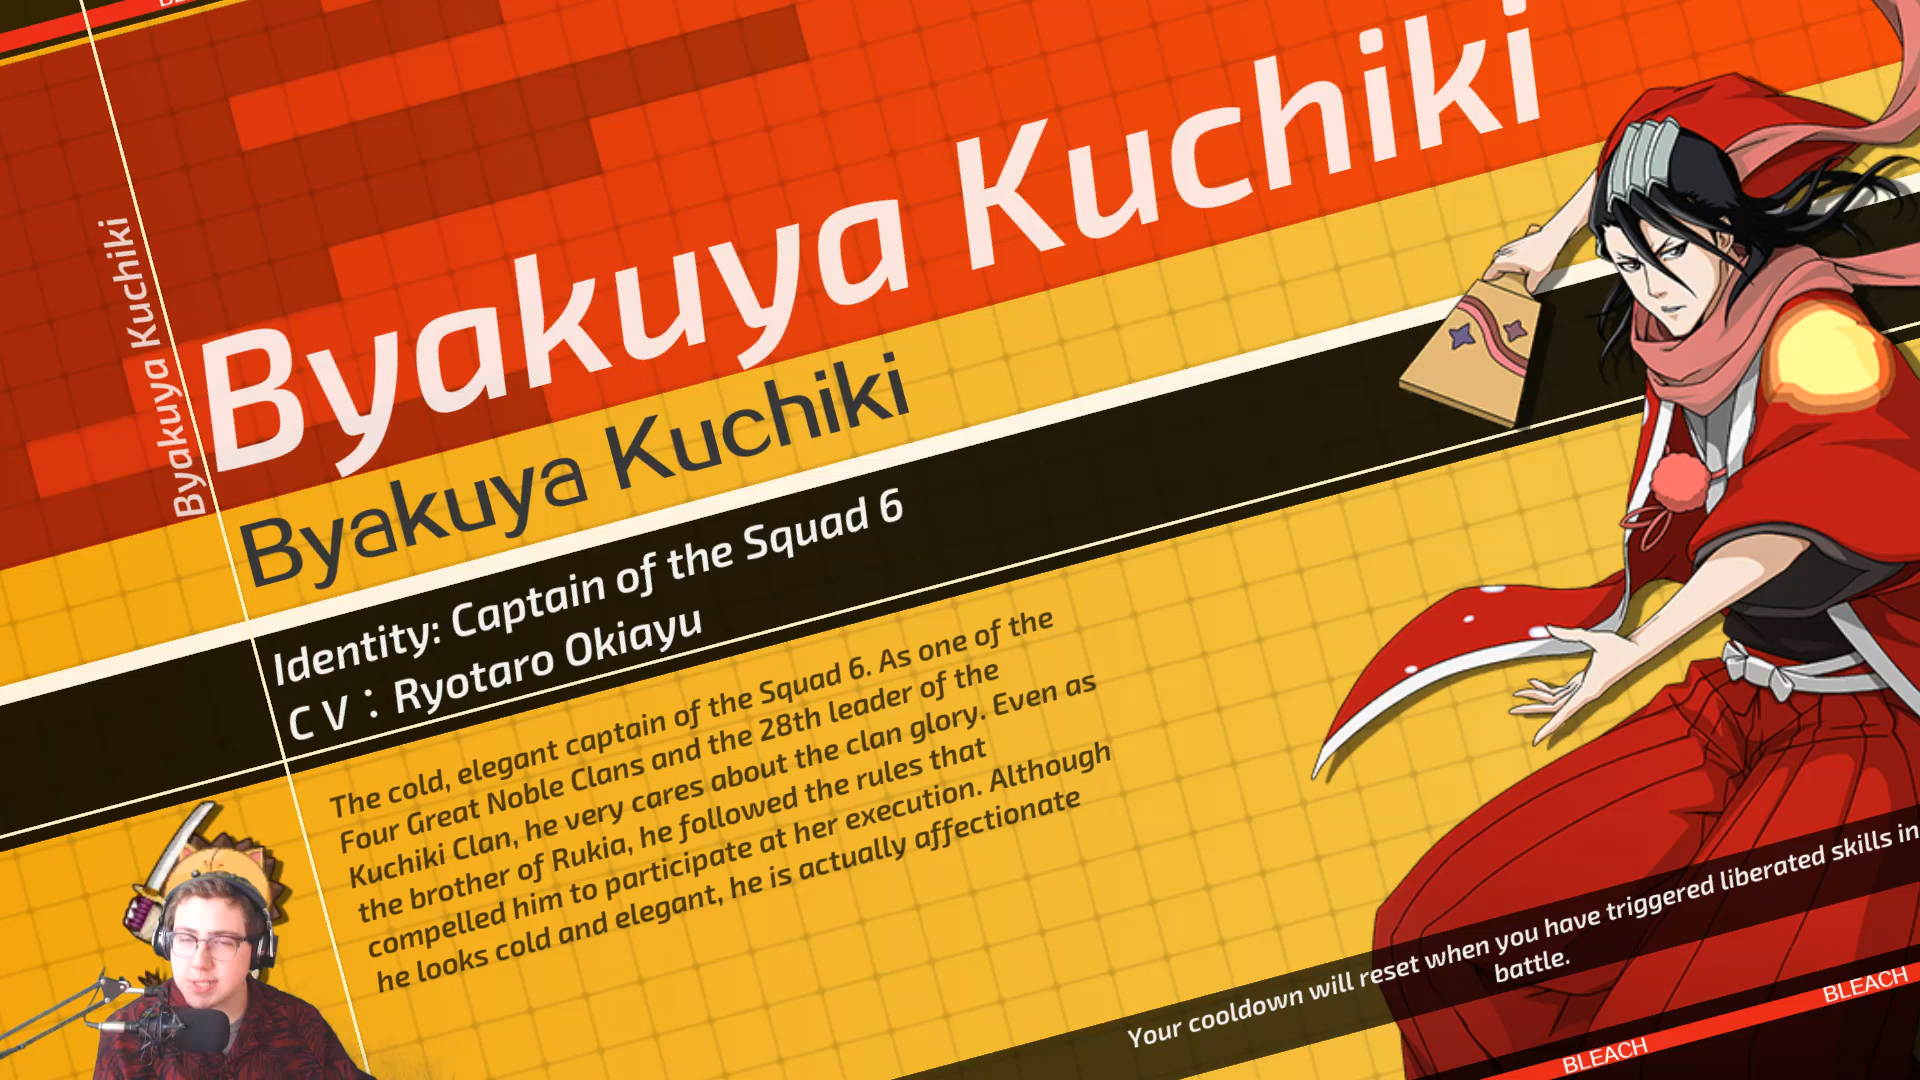 Byakuya Kuchiki
Byakuya Kuchiki
Byakuya Kuchiki
Identity: Captain of the Squad 6
CV：Ryotaro Okiayu
The cold, elegant captain of the Squad 6. As one of the
Four Great Noble Clans and the 28th leader of the
Kuchiki Clan, he very cares about the clan glory. Even as
the brother of Rukia, he followed the rules that
compelled him to participate at her execution. Although
he looks cold and elegant, he is actually affectionate
Your cooldown will reset when you have triggered liberated skills in
battle.
BLEACH
BLEACH